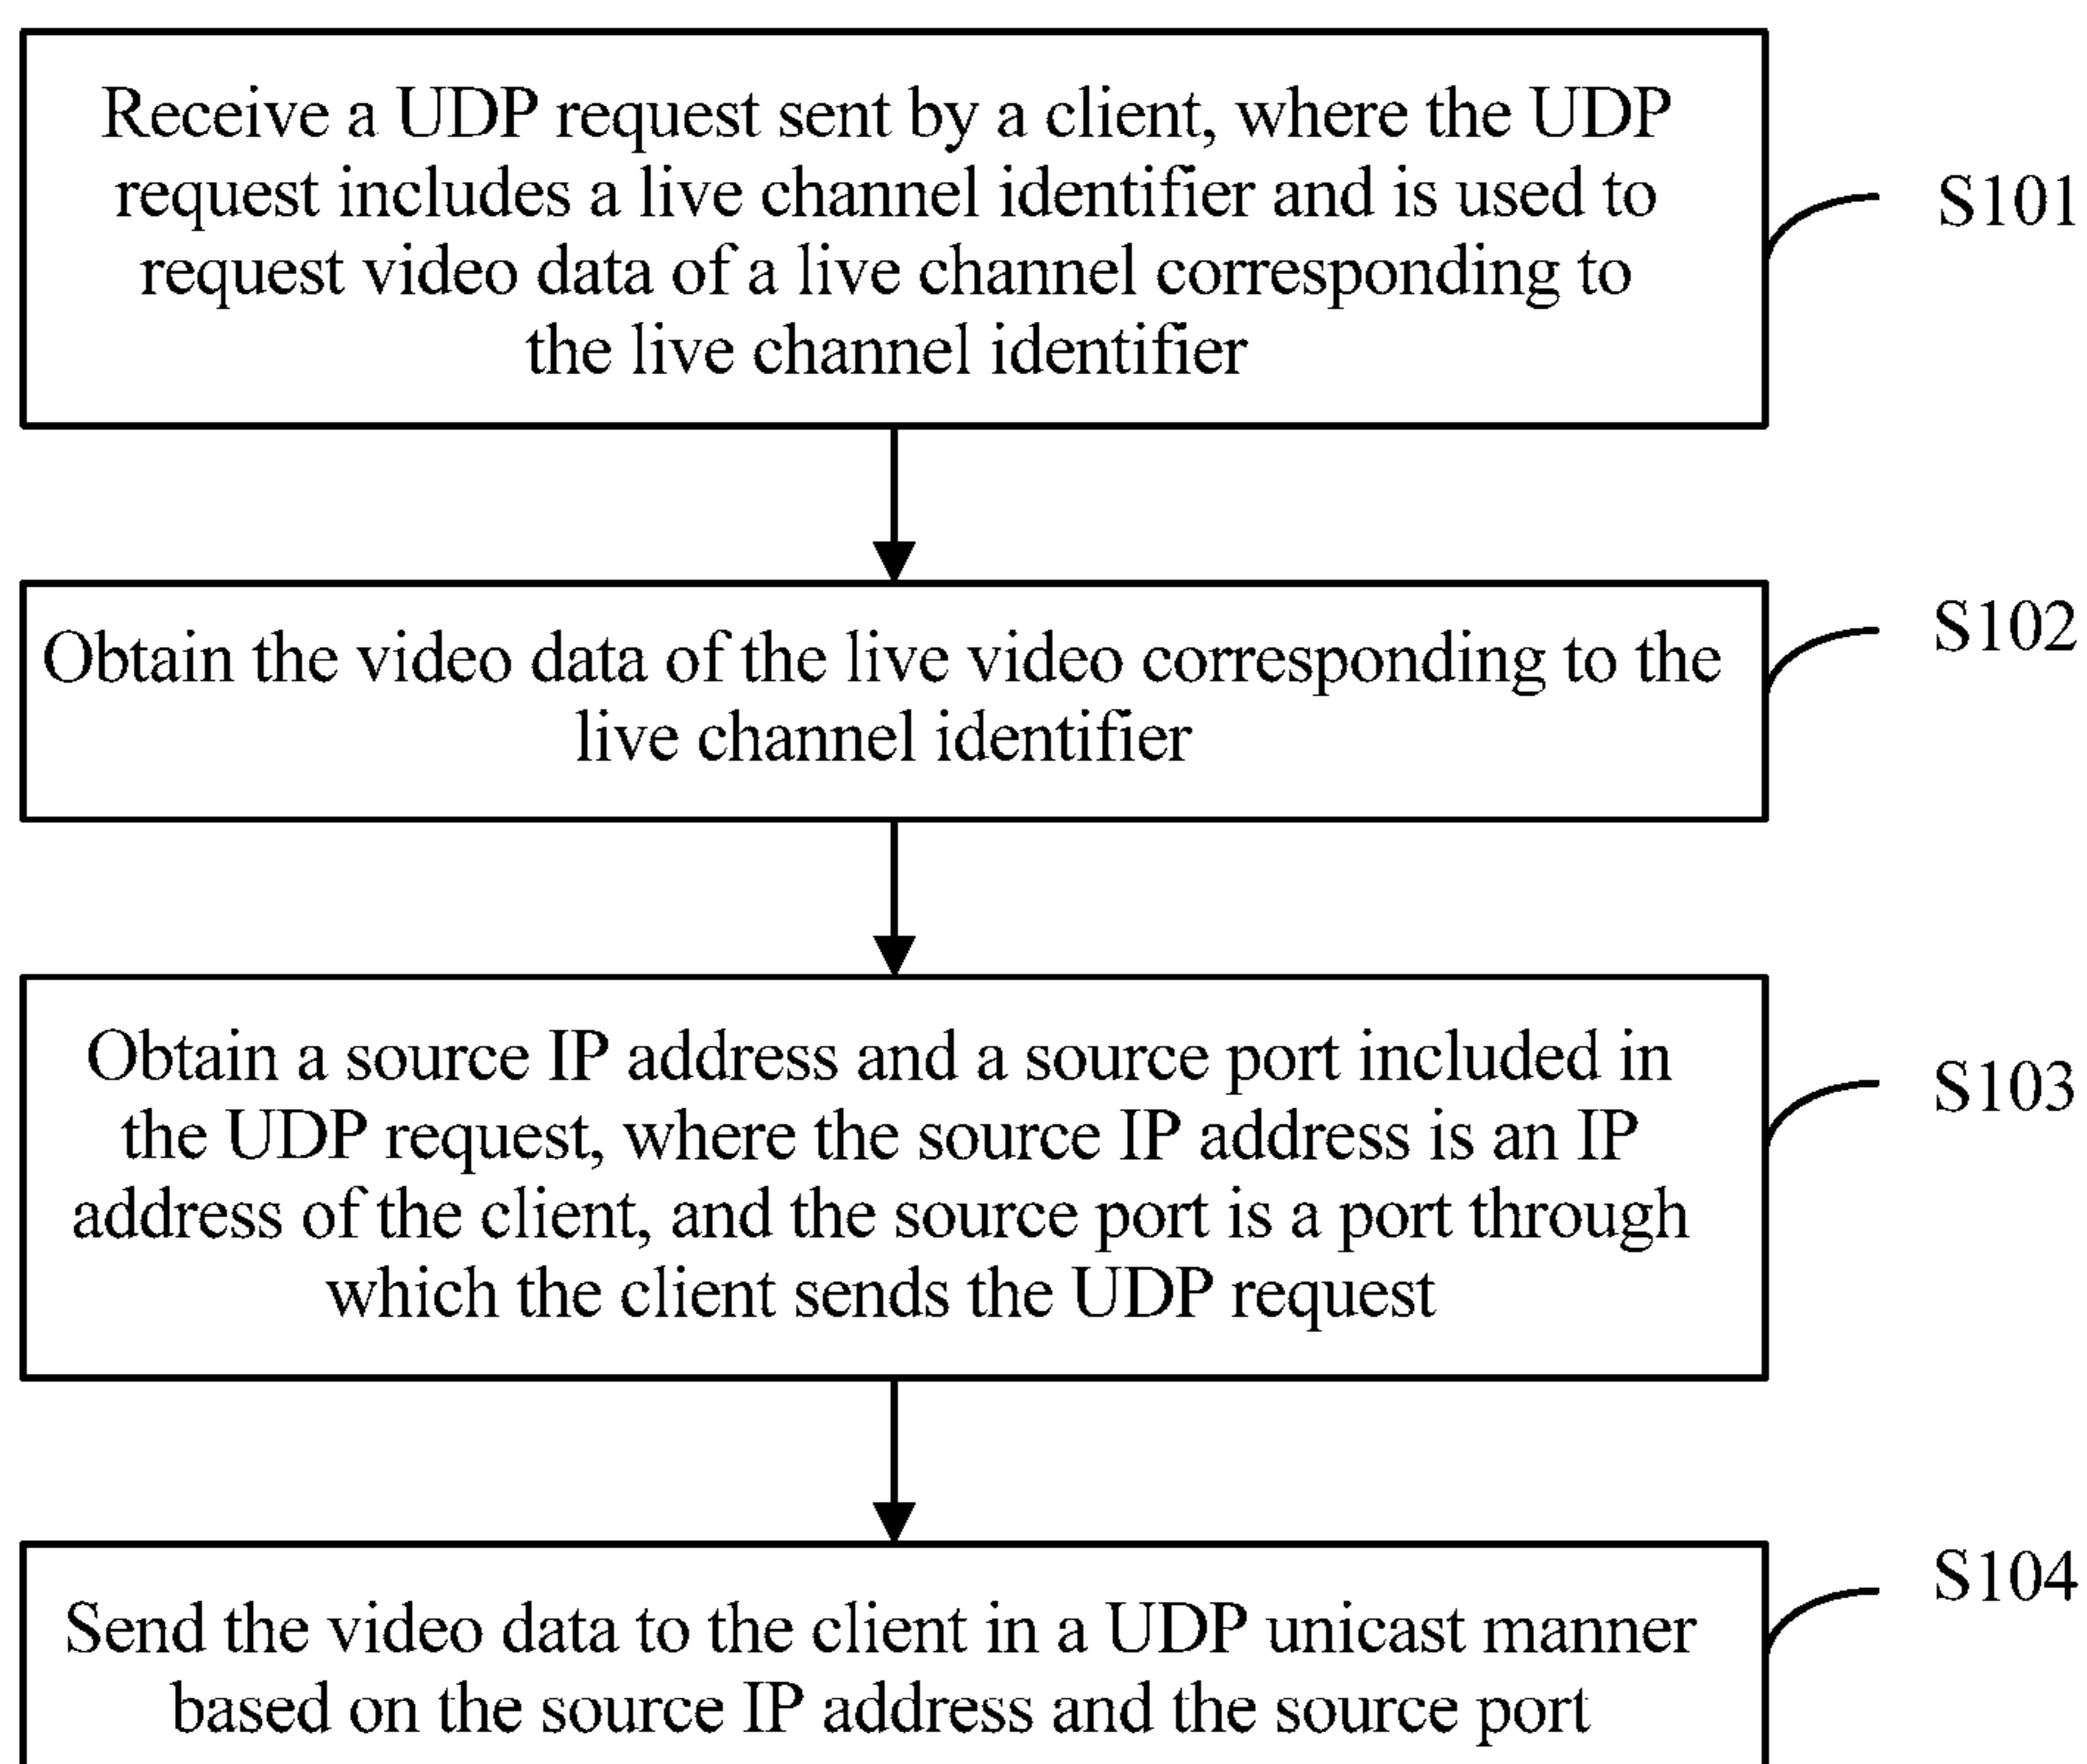 Receive a UDP request sent by a client, where the UDP
request includes a live channel identifier and is used to
request video data of a live channel corresponding to
the live channel identifier
S101
Obtain the video data of the live video corresponding to the
live channel identifier
S102
Obtain a source IP address and a source port included in
the UDP request, where the source IP address is an IP
address of the client, and the source port is a port through
which the client sends the UDP request
S103
Send the video data to the client in a UDP unicast manner
based on the source IP address and the source port
S104